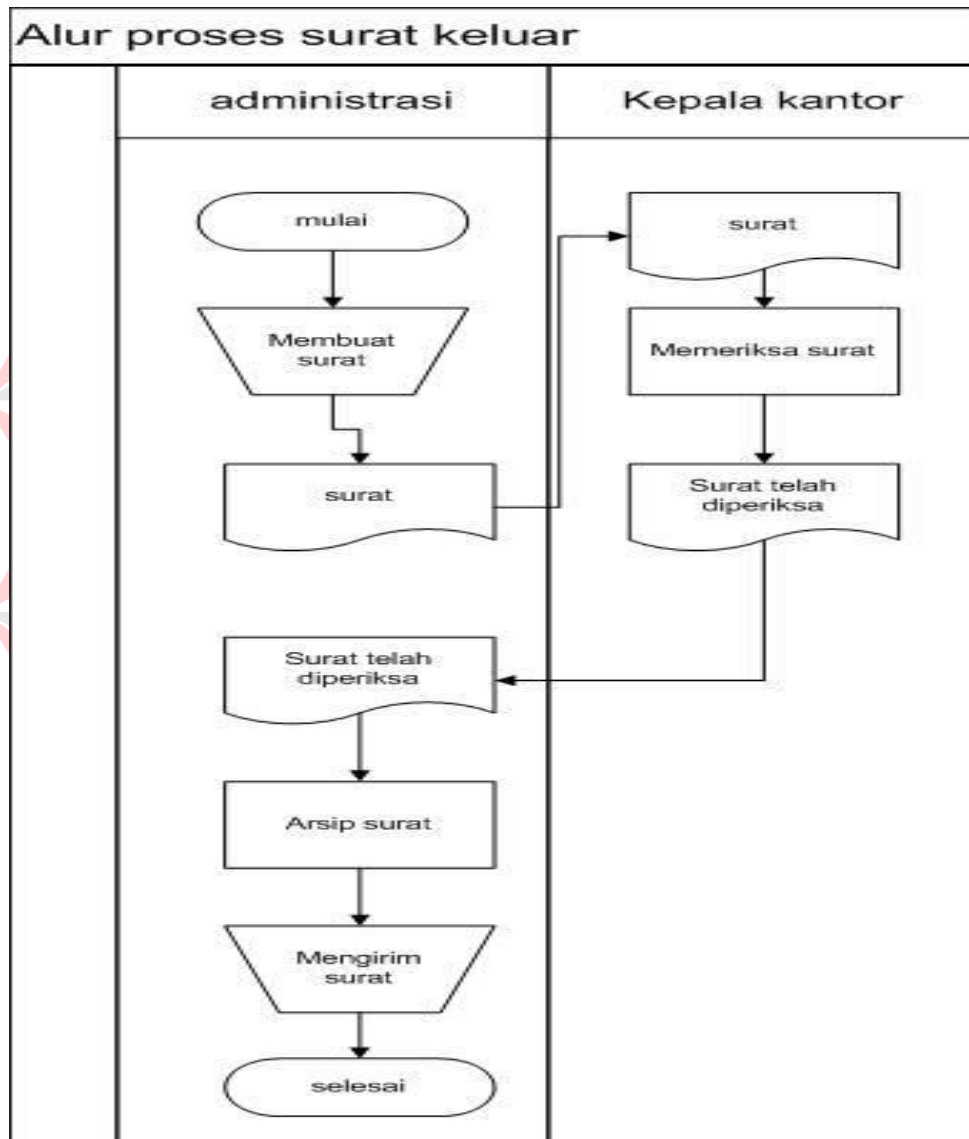 Alur proses surat keluar
administrasi
Kepala kantor
mulai
Membuat
surat
surat
surat
Memeriksa surat
Surat telah
diperiksa
Surat telah
diperiksa
Arsip surat
Mengirim
surat
selesai